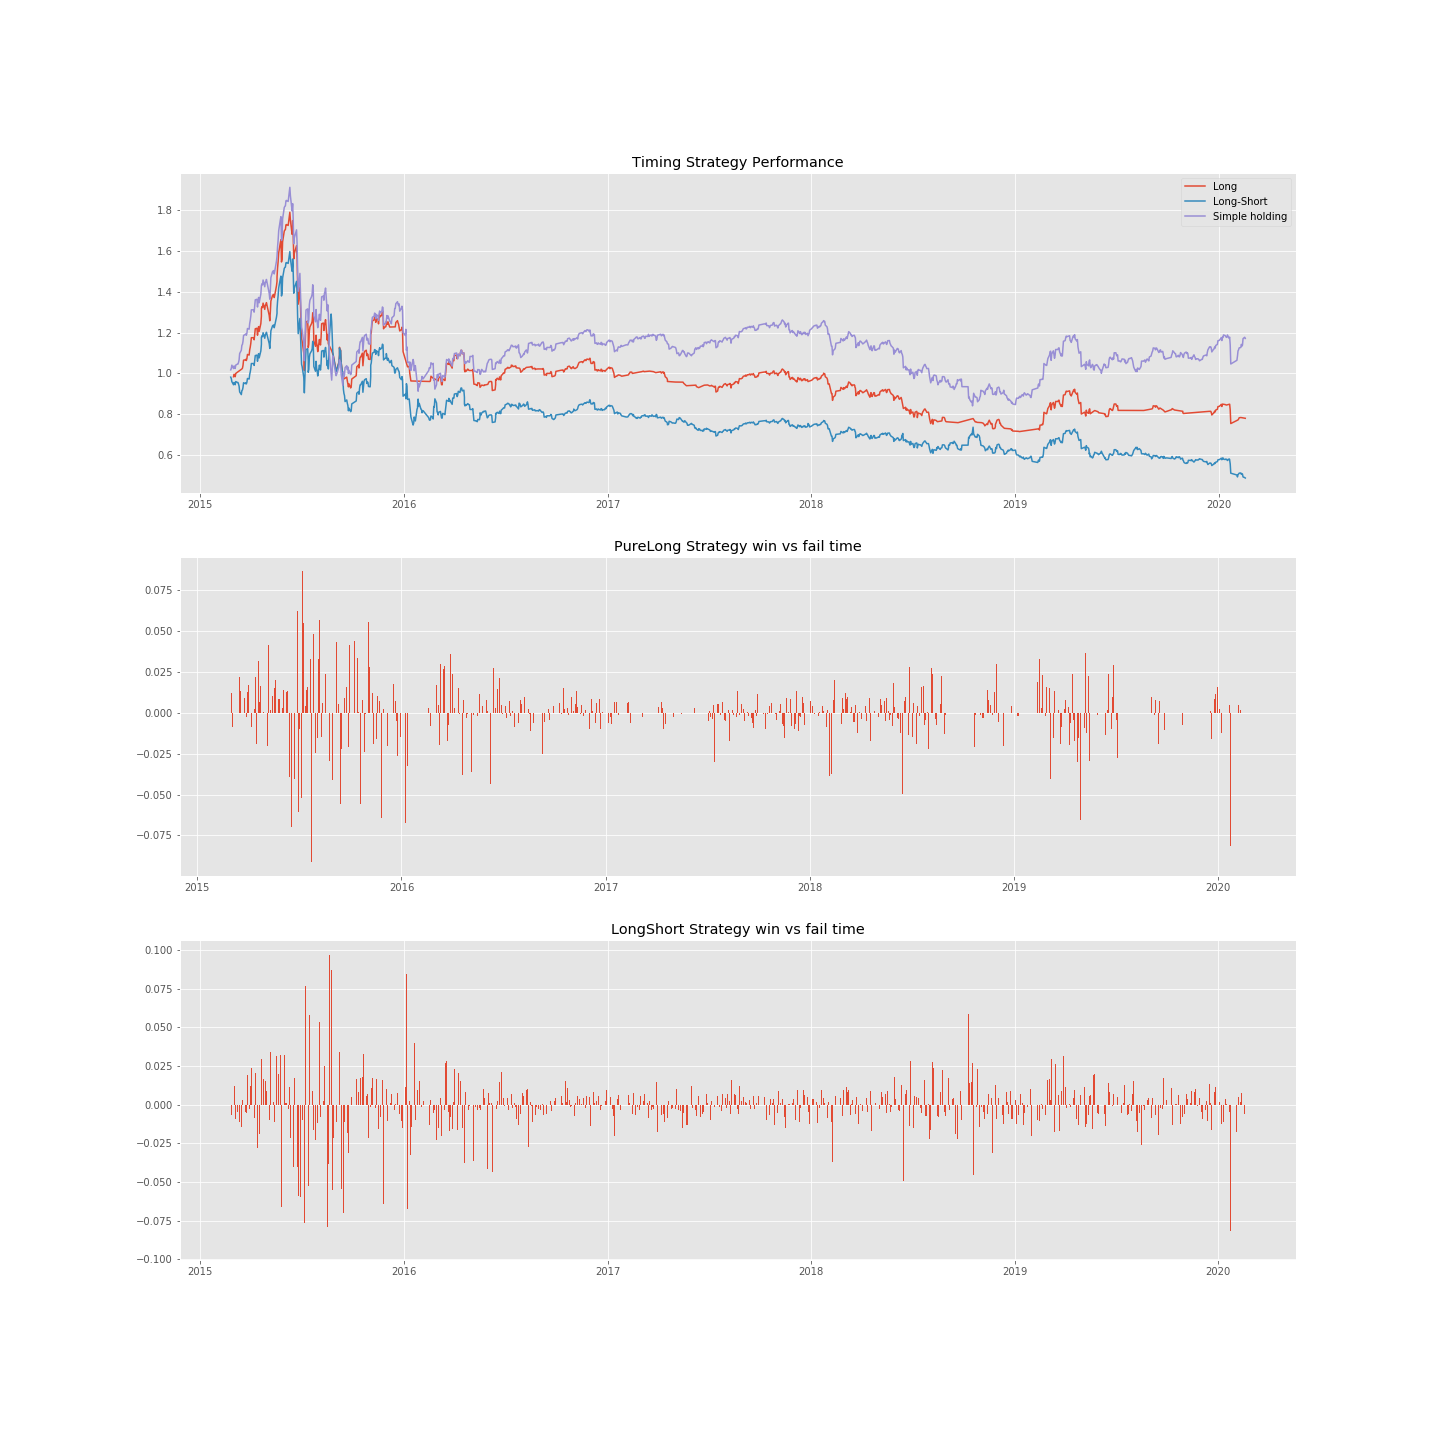 Timing Strategy Performance
Long
Long-Short
Simple holding
1.8
1.6
1.4
1.2
1.0
0.8
0.6
2015 2016 2017 2018 2019 2020
PureLong Strategy win vs fail time
0.075
0.050
0.025
0.000
−0.025
−0.050
−0.075
2015 2016 2017 2018 2019 2020
LongShort Strategy win vs fail time
0.100
0.075
0.050
0.025
0.000
−0.025
−0.050
−0.075
−0.100
2015 2016 2017 2018 2019 2020